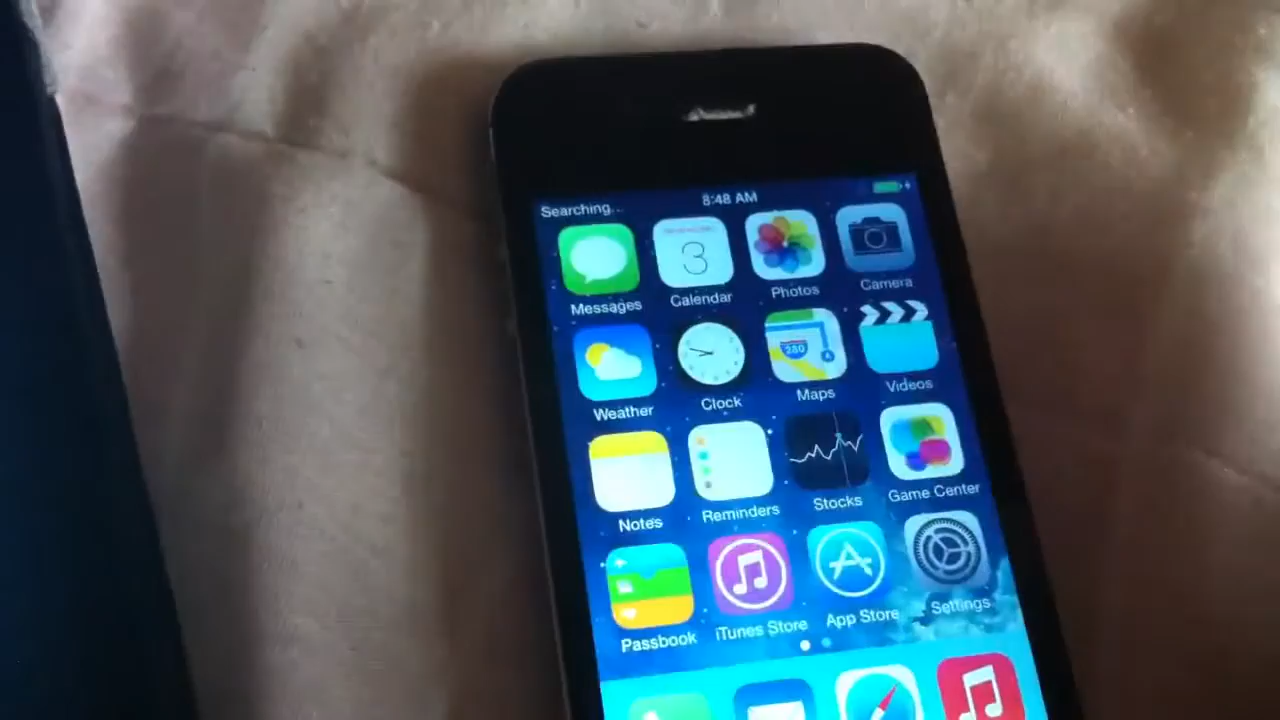 Searching... 8:48 AM
3
Messages Calendar Photos Camera
280
Weather Clock Maps Videos
Notes Reminders Stocks Game Center
Passbook iTunes Store App Store Settings